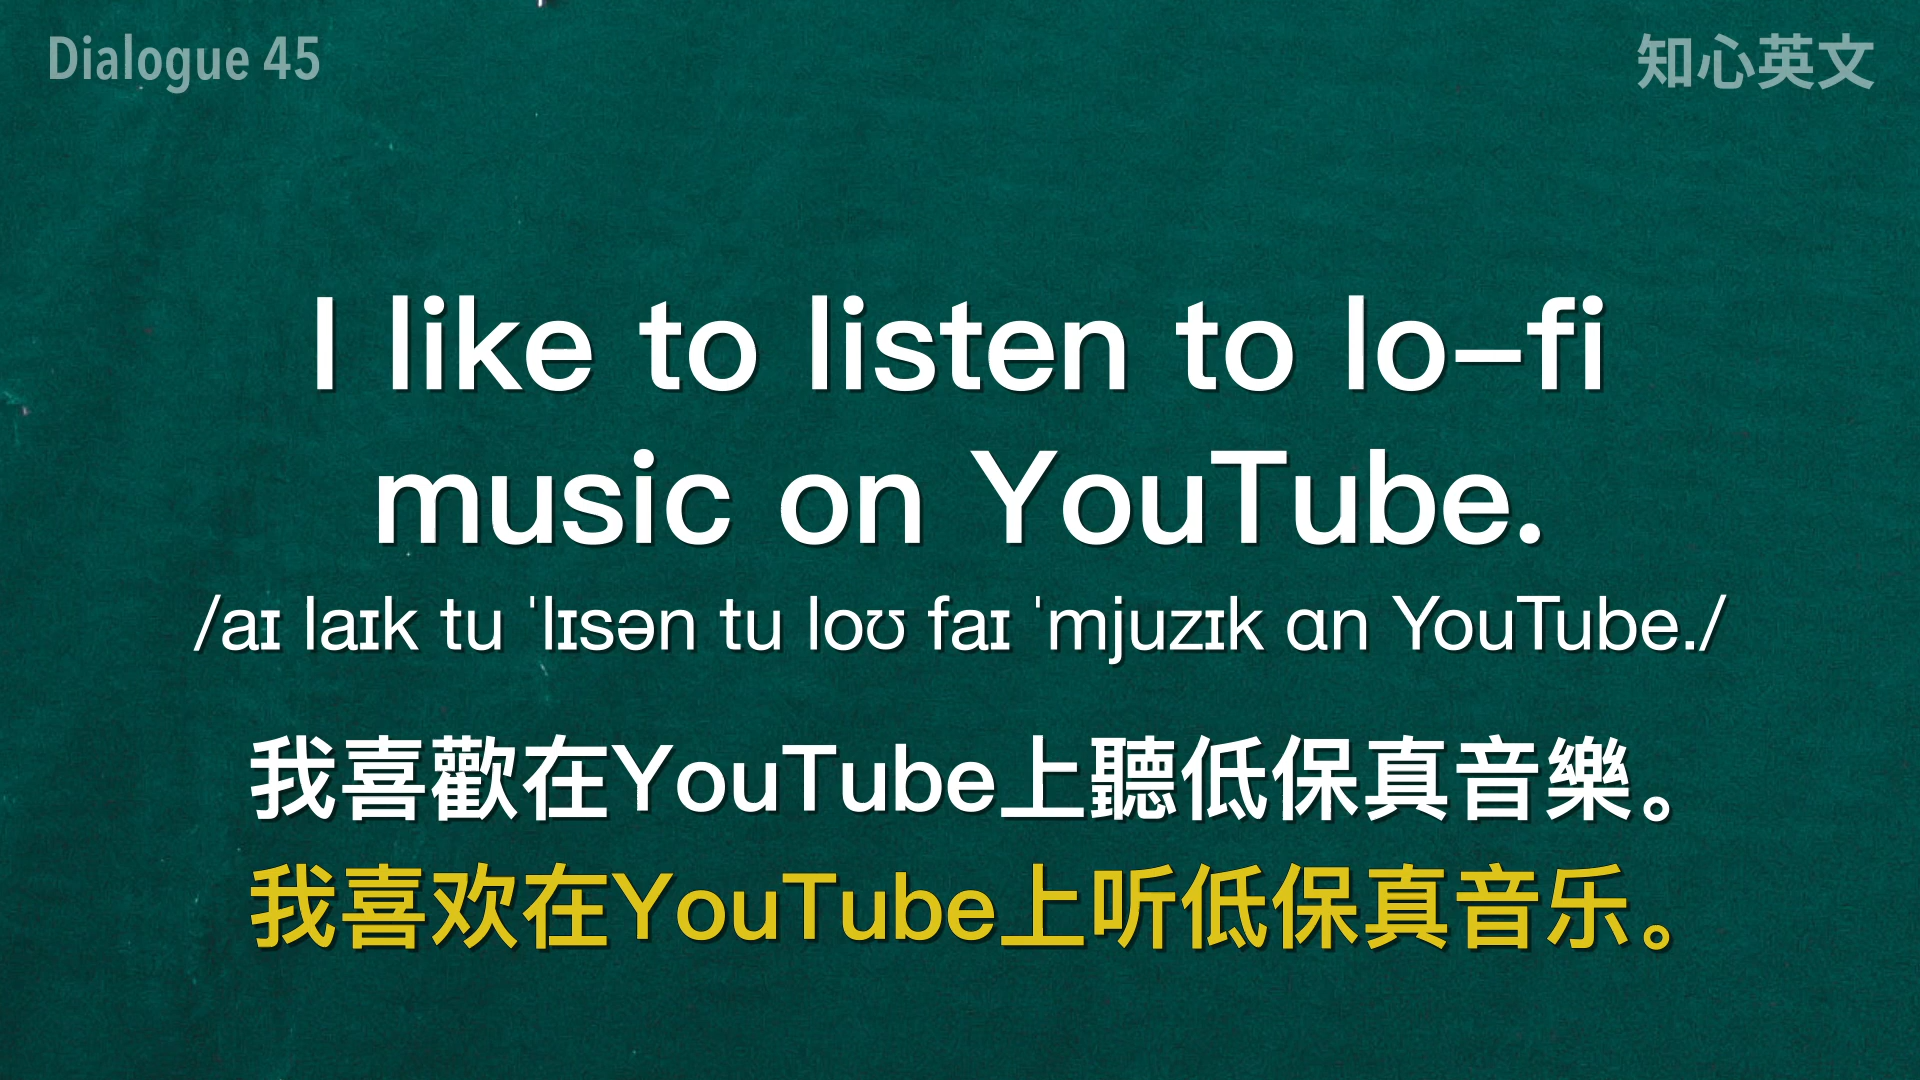 Dialogue 45
知心英文
I like to listen to lo-fi
music on YouTube.
/aɪ laɪk tu ˈlɪsən tu loʊ faɪ ˈmjuzɪk ɑn YouTube./
我喜歡在YouTube上聽低保真音樂。
我喜欢在YouTube上听低保真音乐。